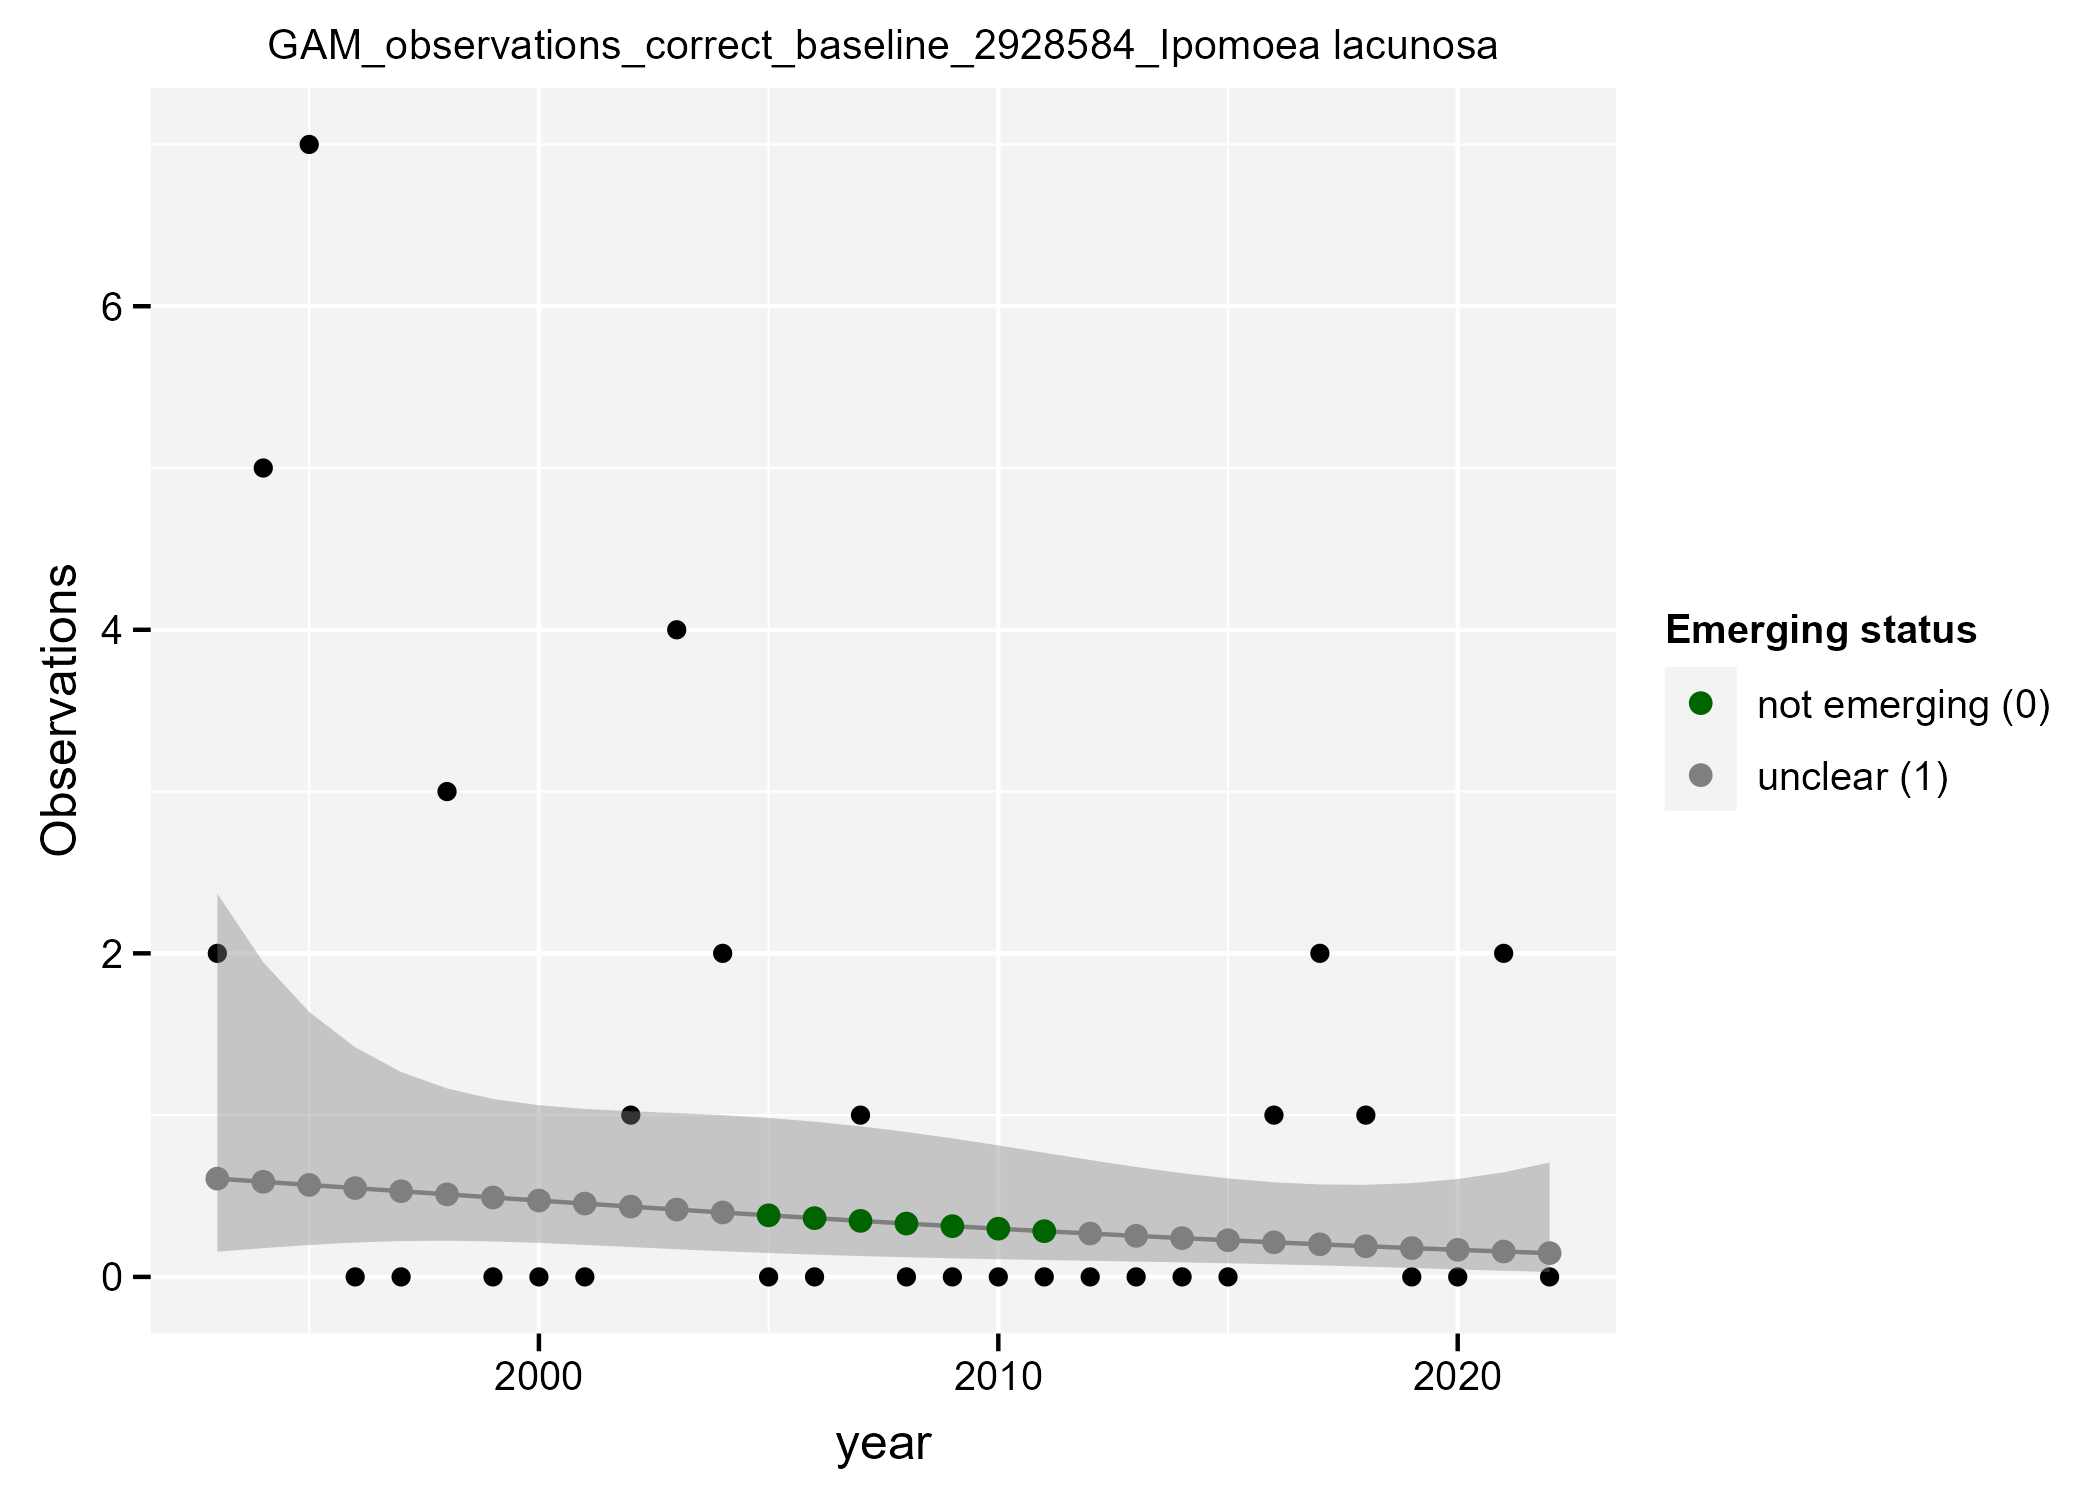 GAM_observations_correct_baseline_2928584_Ipomoea lacunosa
Observations
6
4
2
0
2000
2010
2020
year
Emerging status
not emerging (0)
unclear (1)